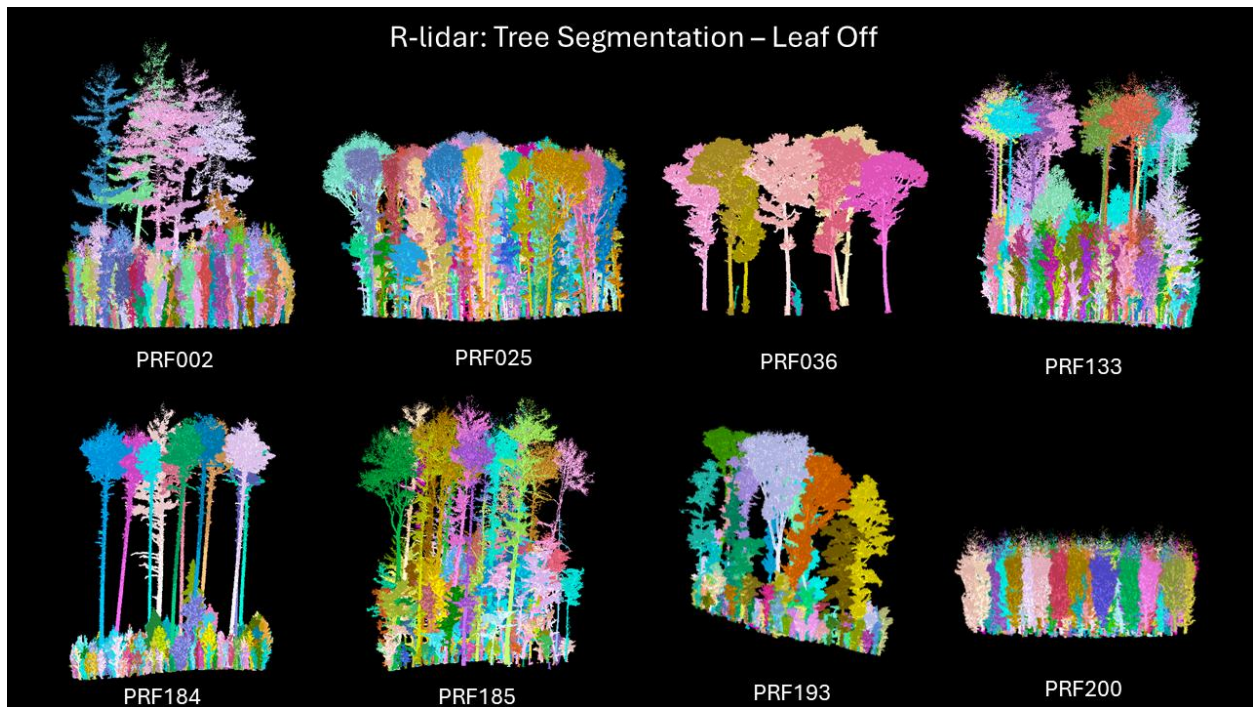 R-lidar: Tree Segmentation – Leaf Off
PRF002
PRF025
PRF036
PRF133
PRF184
PRF185
PRF193
PRF200